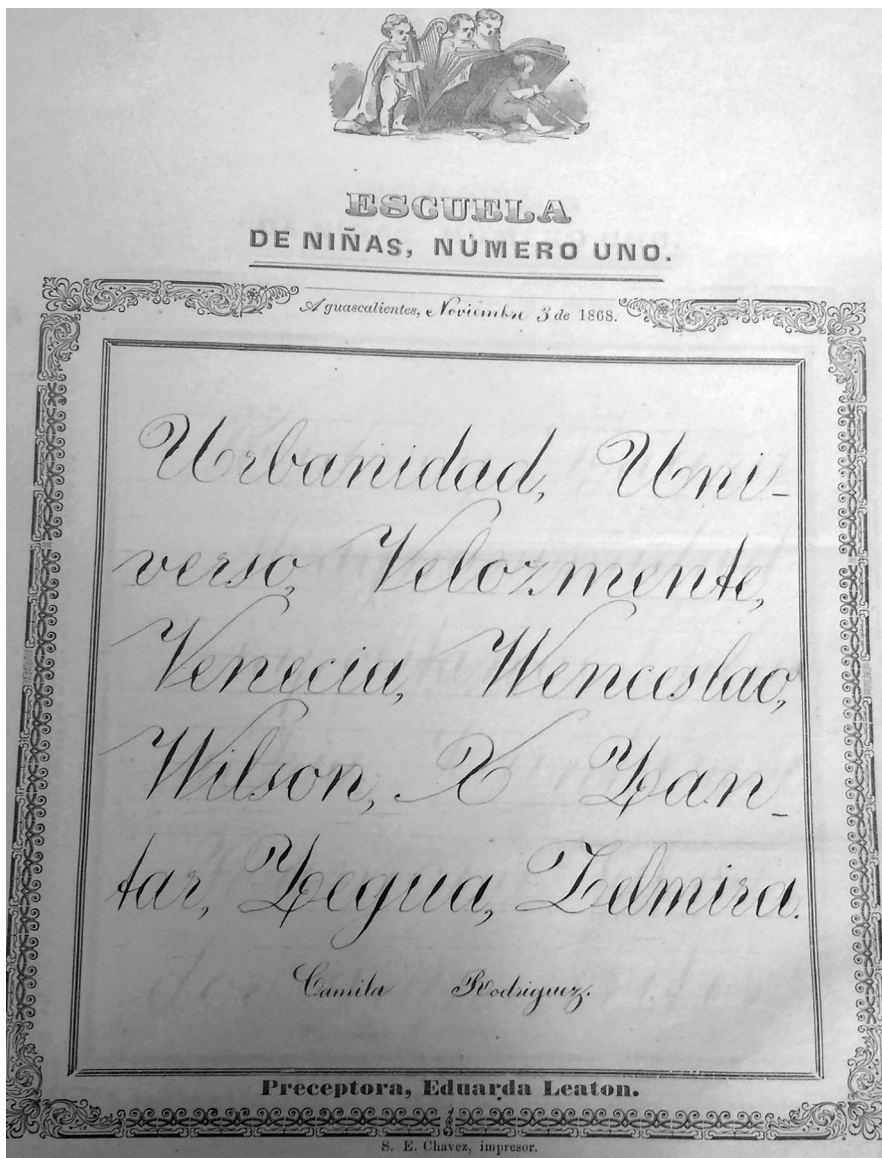 ESCUELA
DE NIÑAS, NÚMERO UNO.
Aguascalientes, Noviembre 3 de 1868.
Urbanidad, Uni-
verso, Velozmente,
Venecia, Wenceslao,
Wilson, X Yan-
tar, Yegua, Zelmira.
Camila Rodriguez.
Preceptora, Eduarda Leaton.
S. E. Chavez, impresor.